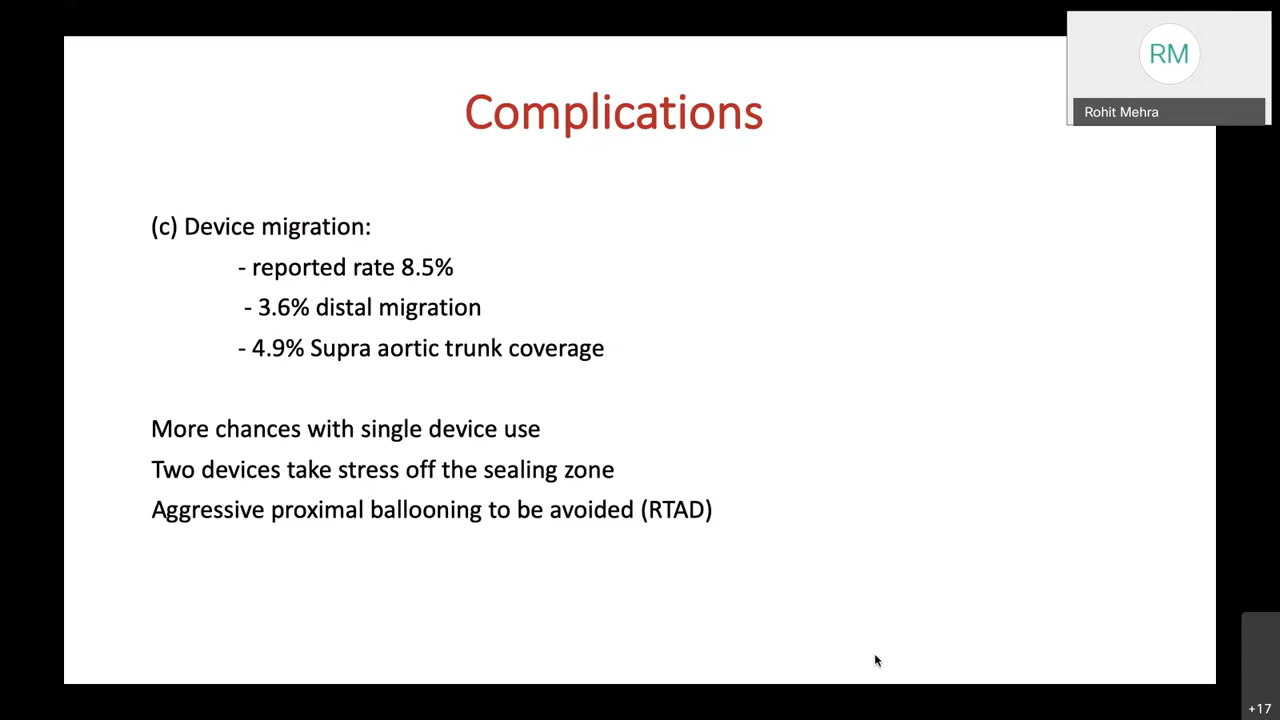 Complications
RM
Rohit Mehra
(c) Device migration:
- reported rate 8.5%
- 3.6% distal migration
- 4.9% Supra aortic trunk coverage
More chances with single device use
Two devices take stress off the sealing zone
Aggressive proximal ballooning to be avoided (RTAD)
+17